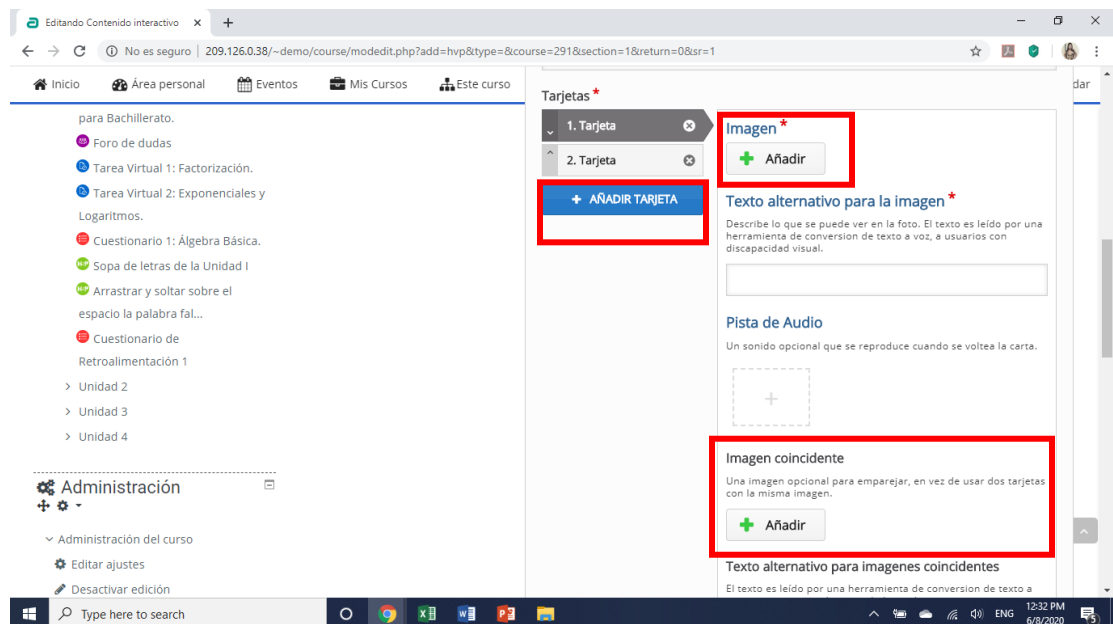 Editando Contenido interactivo
No es seguro | 209.126.0.38/~demo/course/modedit.php?add=hvp&type=&course=291&section=1&return=0&sr=1
Inicio Área personal Eventos Mis Cursos Este curso dar
para Bachillerato.
Foro de dudas
Tarea Virtual 1: Factorización.
Tarea Virtual 2: Exponenciales y
Logaritmos.
Cuestionario 1: Álgebra Básica.
Sopa de letras de la Unidad I
Arrastrar y soltar sobre el
espacio la palabra fal...
Cuestionario de
Retroalimentación 1
Unidad 2
Unidad 3
Unidad 4
Administración
Administración del curso
Editar ajustes
Desactivar edición
Tarjetas *
1. Tarjeta
2. Tarjeta
+ AÑADIR TARJETA
Imagen *
Añadir
Texto alternativo para la imagen *
Describe lo que se puede ver en la foto. El texto es leído por una
herramienta de conversion de texto a voz, a usuarios con
discapacidad visual.
Pista de Audio
Un sonido opcional que se reproduce cuando se voltea la carta.
Imagen coincidente
Una imagen opcional para emparejar, en vez de usar dos tarjetas
con la misma imagen.
Añadir
Texto alternativo para imagenes coincidentes
El texto es leído por una herramienta de conversion de texto a
Type here to search
ENG
12:32 PM
6/8/2020
5